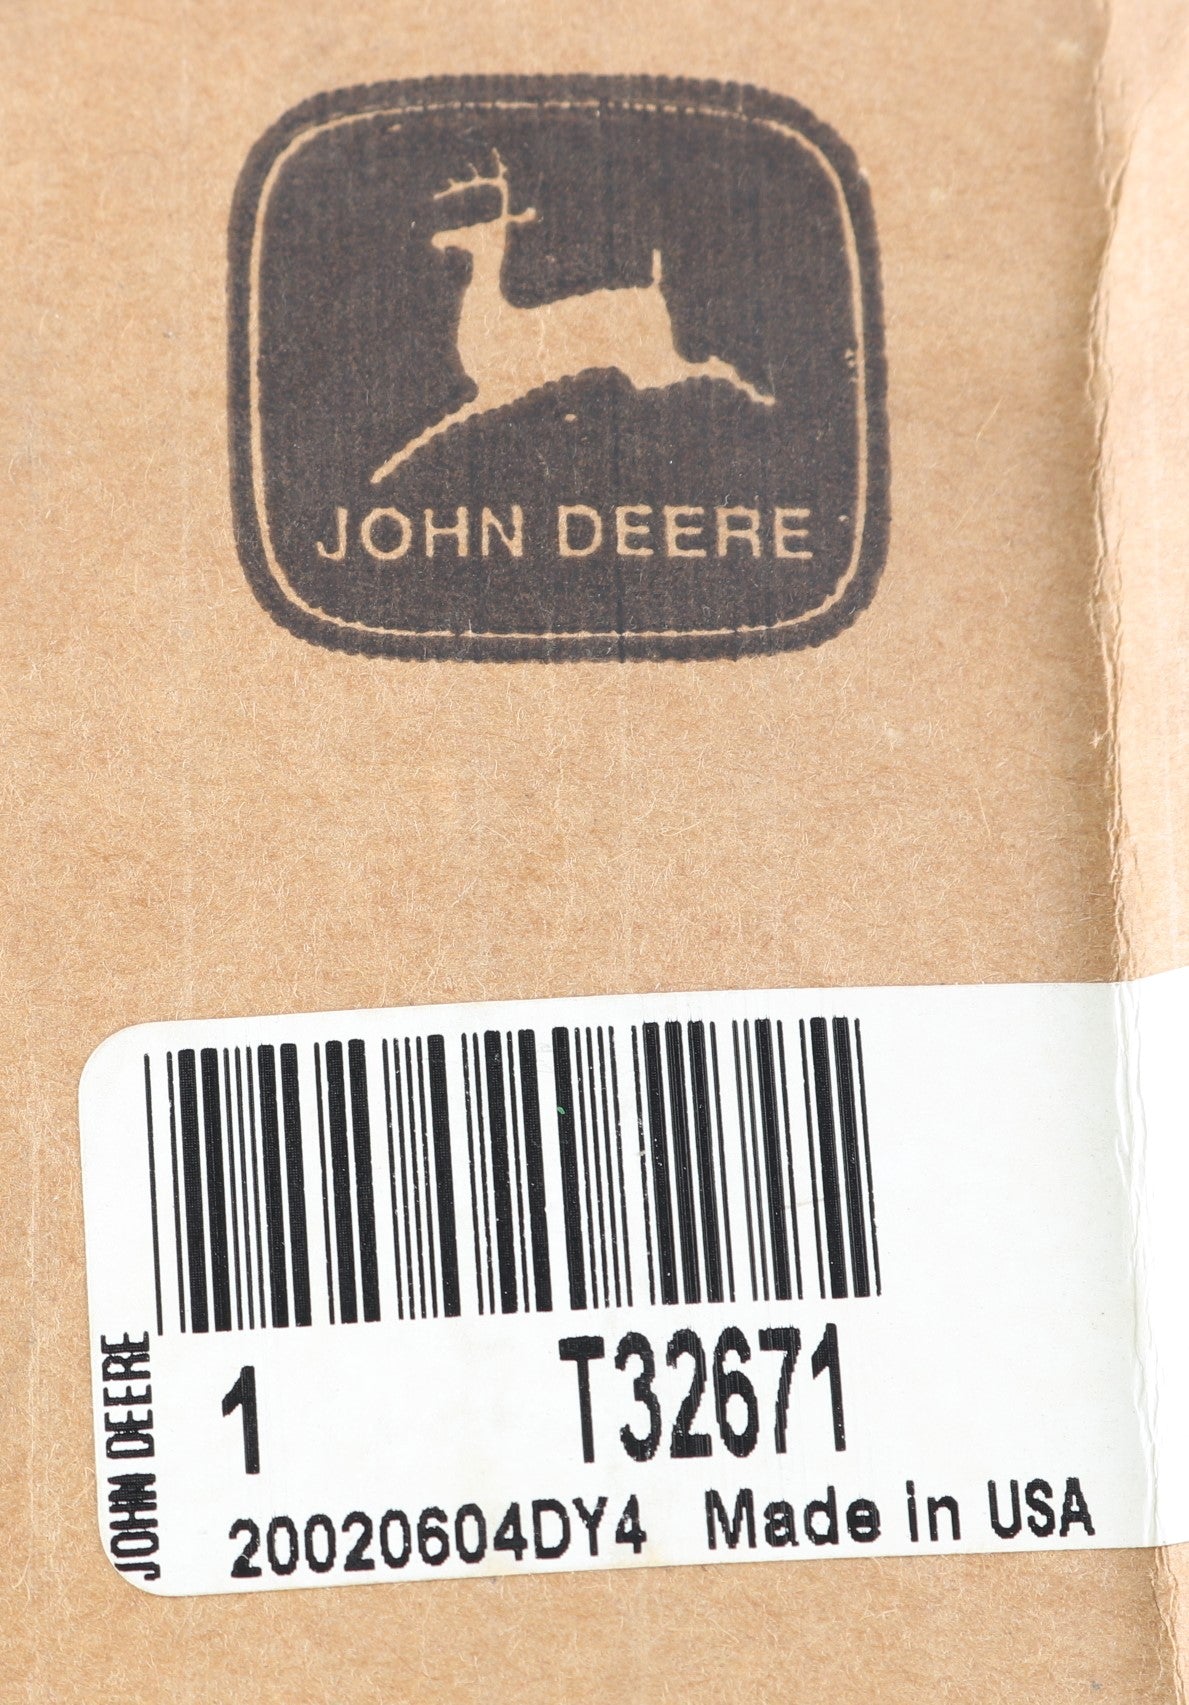 JOHN DEERE
JOHN DEERE
1 T32671
20020604DY4 Made in USA